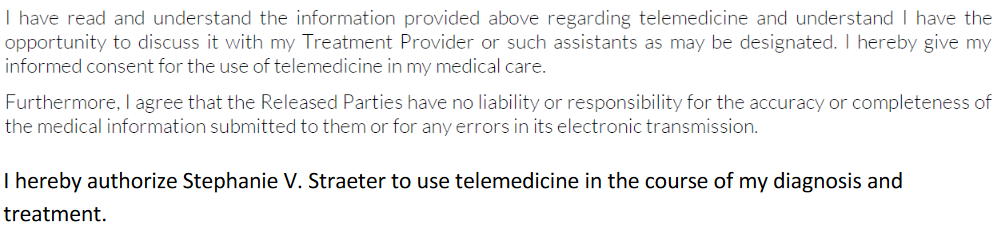 I have read and understand the information provided above regarding telemedicine and understand I have the
opportunity to discuss it with my Treatment Provider or such assistants as may be designated. I hereby give my
informed consent for the use of telemedicine in my medical care.
Furthermore, I agree that the Released Parties have no liability or responsibility for the accuracy or completeness of
the medical information submitted to them or for any errors in its electronic transmission.
I hereby authorize Stephanie V. Straeter to use telemedicine in the course of my diagnosis and
treatment.